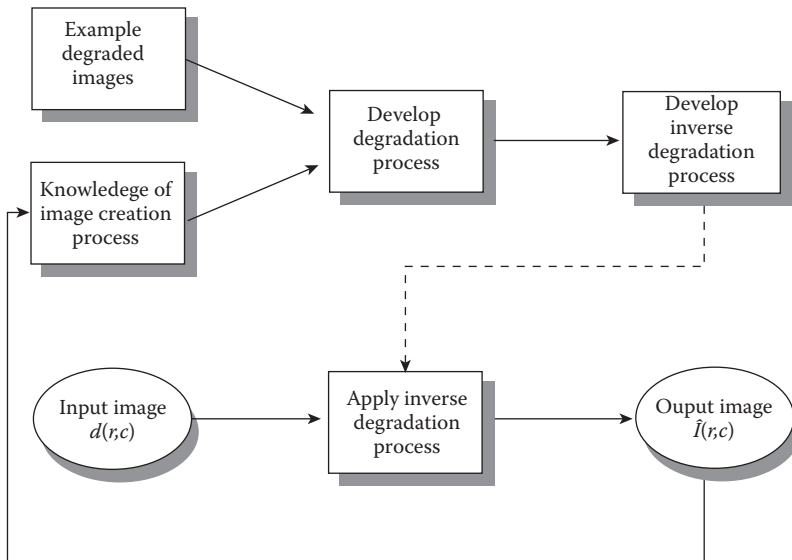 Example
degraded
images
Develop
degradation
process
Develop
inverse
degradation
process
Knowledege of
image creation
process
Input image
d(r,c)
Apply inverse
degradation
process
Ouput image
Î(r,c)